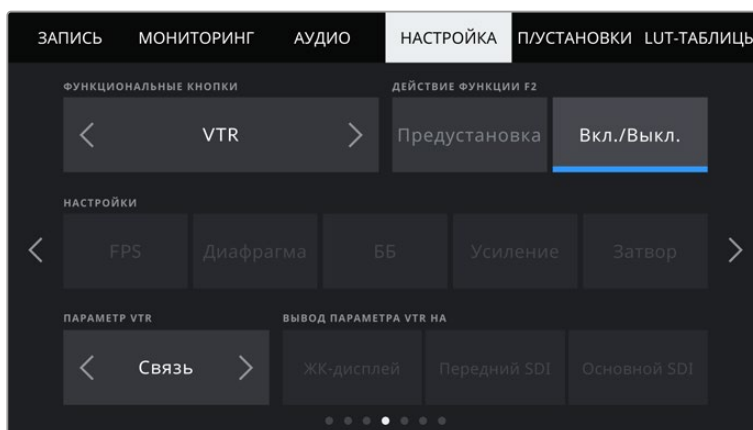 ЗАПИСЬ МОНИТОРИНГ АУДИО НАСТРОЙКА П/УСТАНОВКИ LUT-ТАБЛИЦЬ
ФУНКЦИОНАЛЬНЫЕ КНОПКИ ДЕЙСТВИЕ ФУНКЦИИ F2
VTR Предустановка Вкл./Выкл.
НАСТРОЙКИ
FPS Диафрагма ББ Усиление Затвор
ПАРАМЕТР VTR ВЫВОД ПАРАМЕТРА VTR НА
Связь ЖК-дисплей Передний SDI Основной SDI